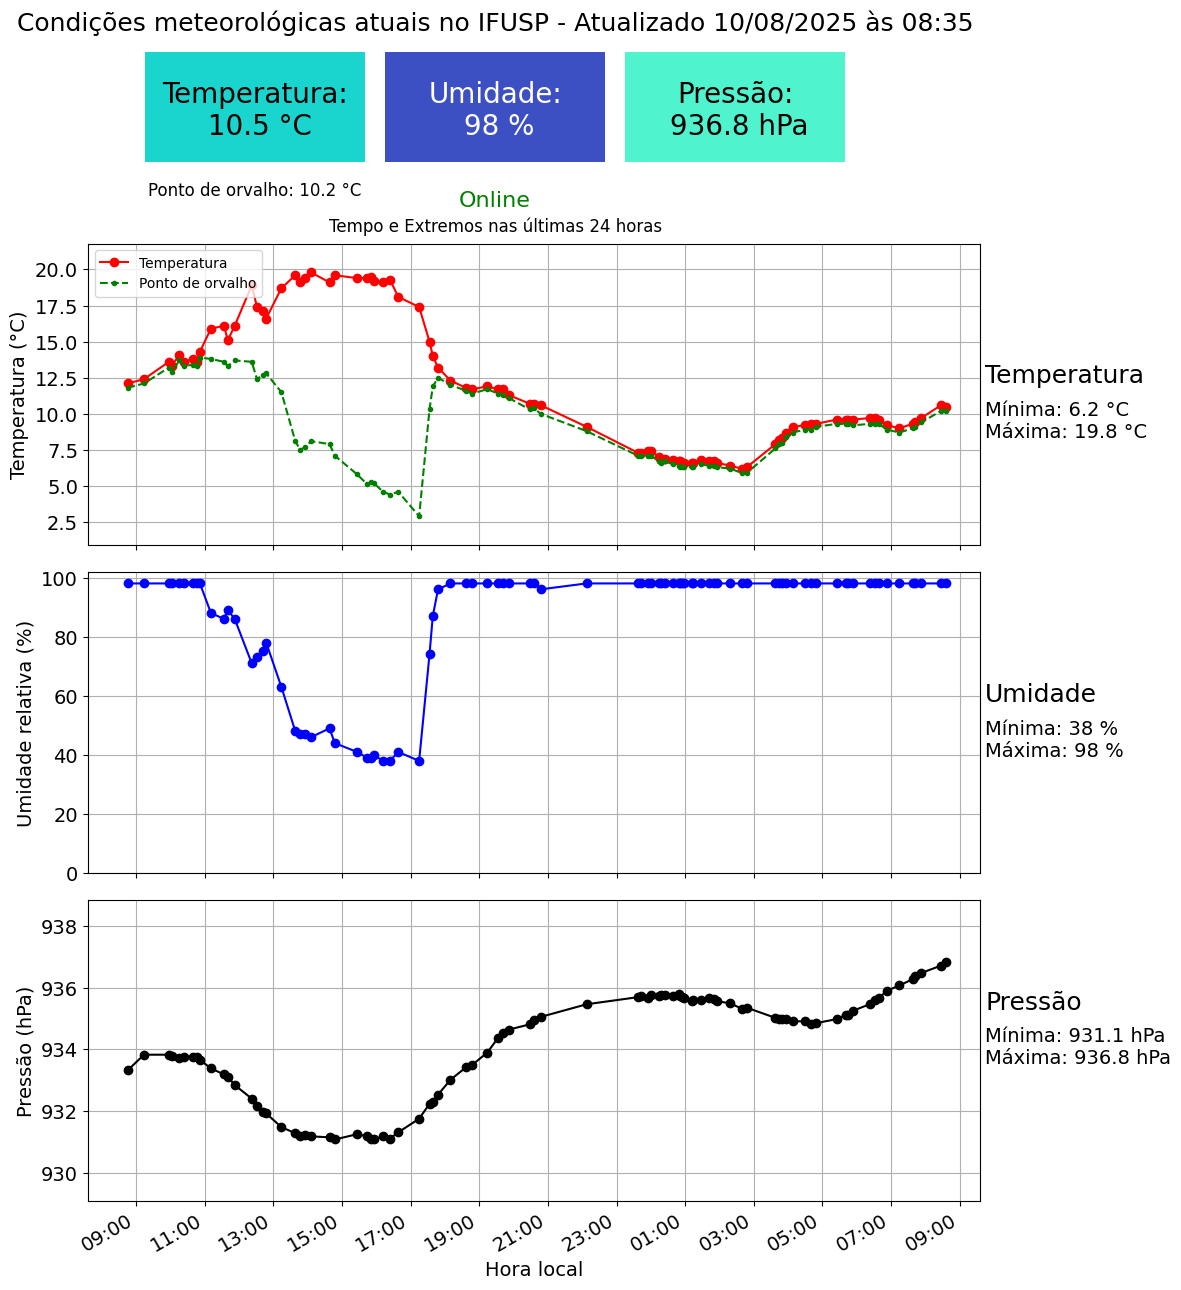 Condições meteorológicas atuais no IFUSP - Atualizado 10/08/2025 às 08:35
Temperatura:
10.5 °C
Umidade:
98 %
Pressão:
936.8 hPa
Ponto de orvalho: 10.2 °C
Online
Tempo e Extremos nas últimas 24 horas
Temperatura
Ponto de orvalho
Temperatura (°C)
20.0
17.5
15.0
12.5
10.0
7.5
5.0
2.5
Temperatura
Mínima: 6.2 °C
Máxima: 19.8 °C
Umidade relativa (%)
100
80
60
40
20
0
Umidade
Mínima: 38 %
Máxima: 98 %
Pressão (hPa)
938
936
934
932
930
Pressão
Mínima: 931.1 hPa
Máxima: 936.8 hPa
09:00 11:00 13:00 15:00 17:00 19:00 21:00 23:00 01:00 03:00 05:00 07:00 09:00
Hora local